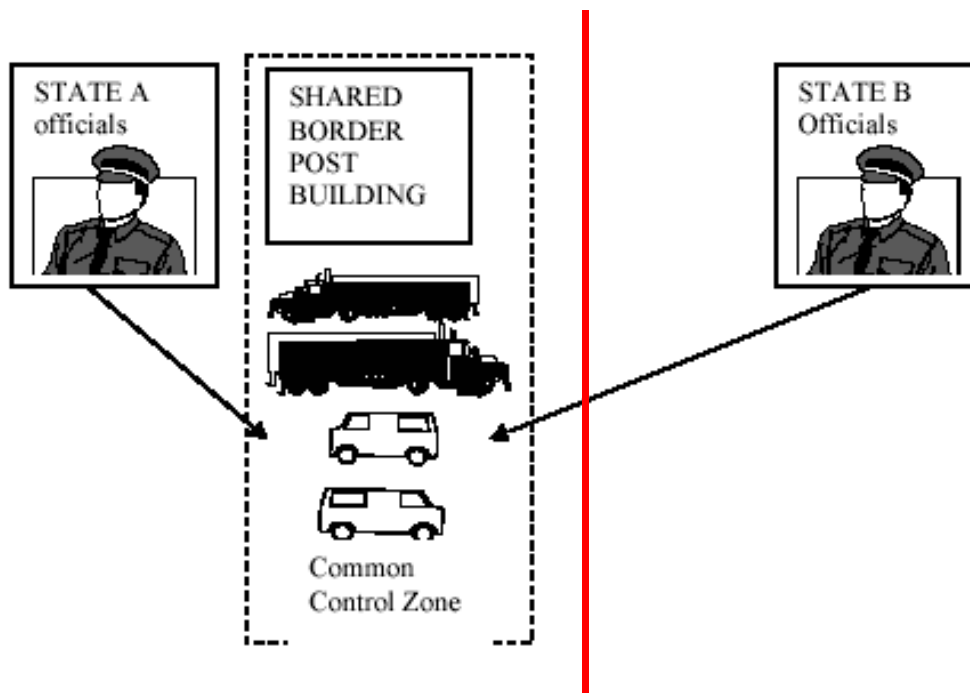 STATE A
officials
SHARED
BORDER
POST
BUILDING
STATE B
Officials
Common
Control Zone